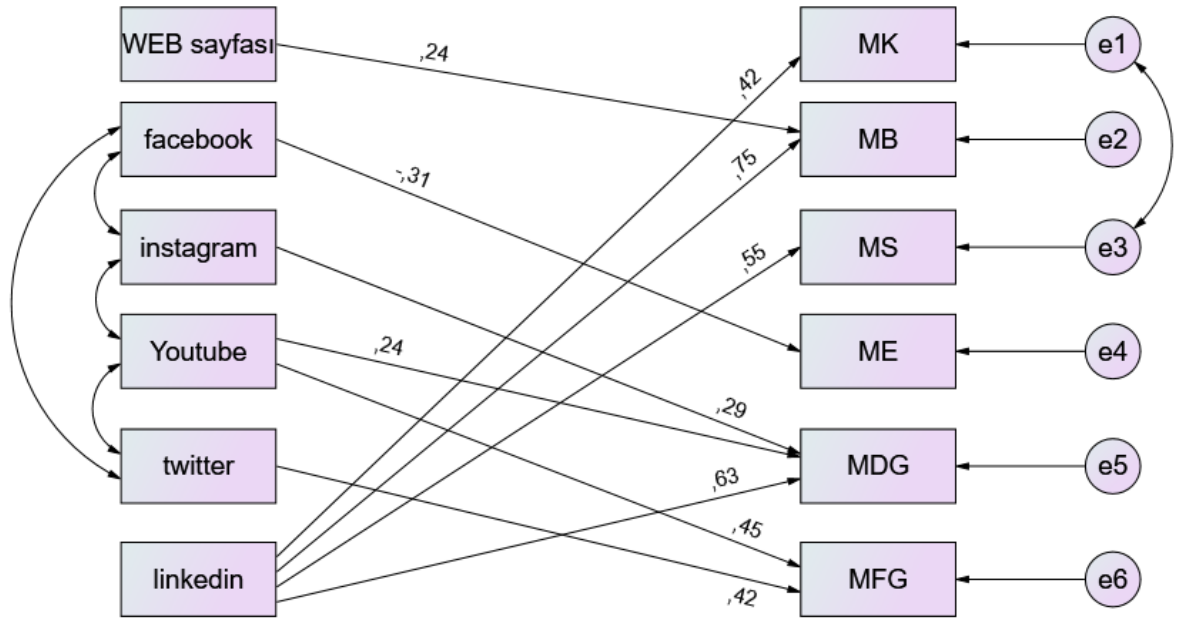 WEB sayfası
facebook
instagram
Youtube
twitter
linkedin
,24
-,31
,24
,42
,75
,55
,29
,63
,45
,42
MK
MB
MS
ME
MDG
MFG
e1
e2
e3
e4
e5
e6